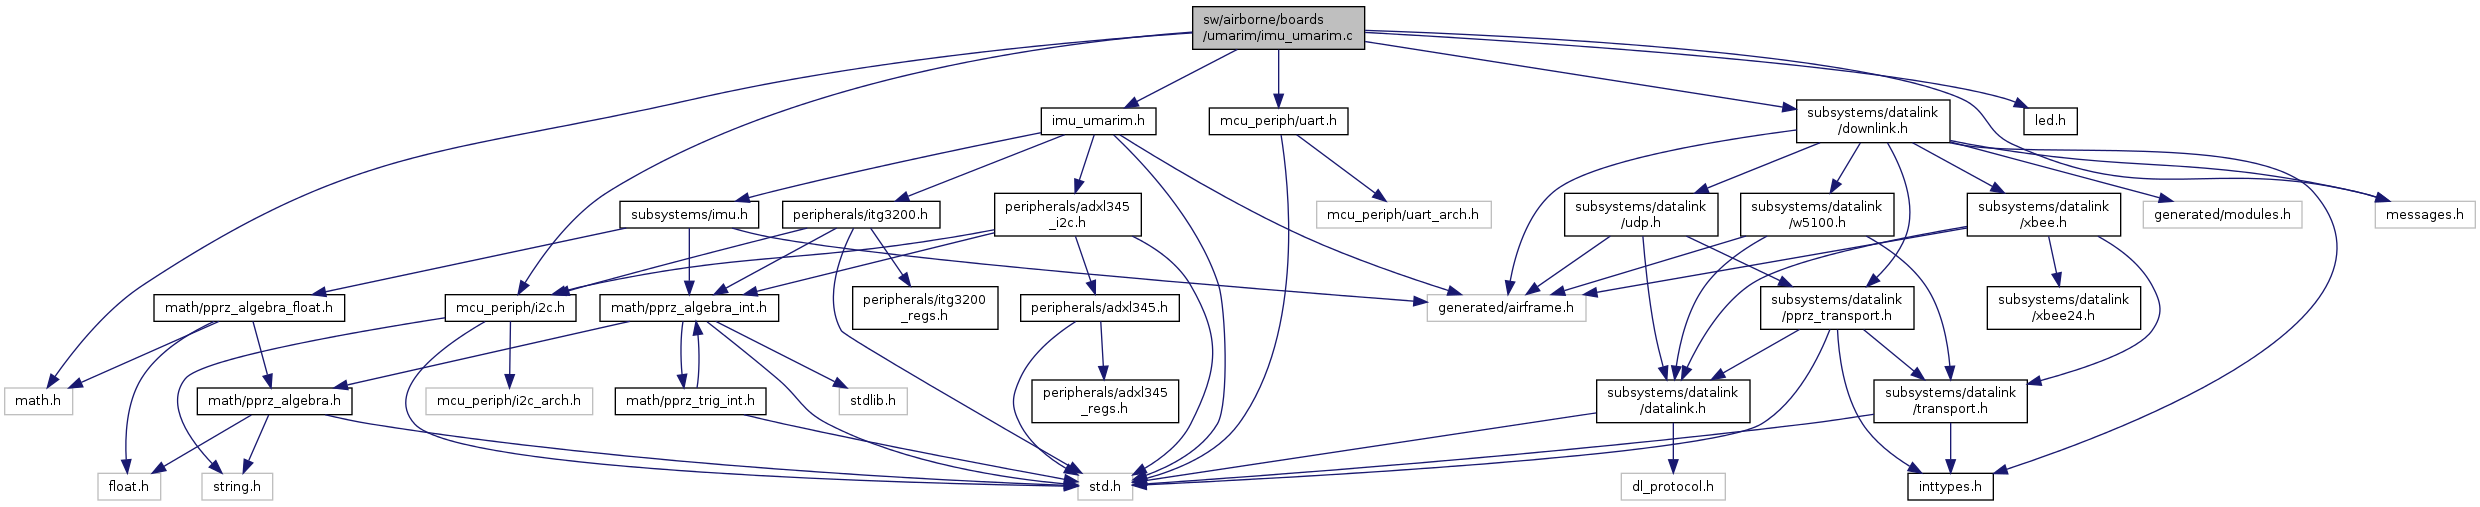 sw/airborne/boards
/umarim/imu_umarim.c
imu_umarim.h
mcu_periph/uart.h
subsystems/datalink
/downlink.h
led.h
subsystems/imu.h
peripherals/itg3200.h
peripherals/adxl345
_i2c.h
mcu_periph/uart_arch.h
subsystems/datalink
/udp.h
subsystems/datalink
/w5100.h
subsystems/datalink
/xbee.h
generated/modules.h
messages.h
math/pprz_algebra_float.h
mcu_periph/i2c.h
math/pprz_algebra_int.h
peripherals/itg3200
_regs.h
peripherals/adxl345.h
generated/airframe.h
subsystems/datalink
/pprz_transport.h
subsystems/datalink
/xbee24.h
math.h
math/pprz_algebra.h
mcu_periph/i2c_arch.h
math/pprz_trig_int.h
stdlib.h
peripherals/adxl345
_regs.h
subsystems/datalink
/datalink.h
subsystems/datalink
/transport.h
float.h
string.h
std.h
dl_protocol.h
inttypes.h